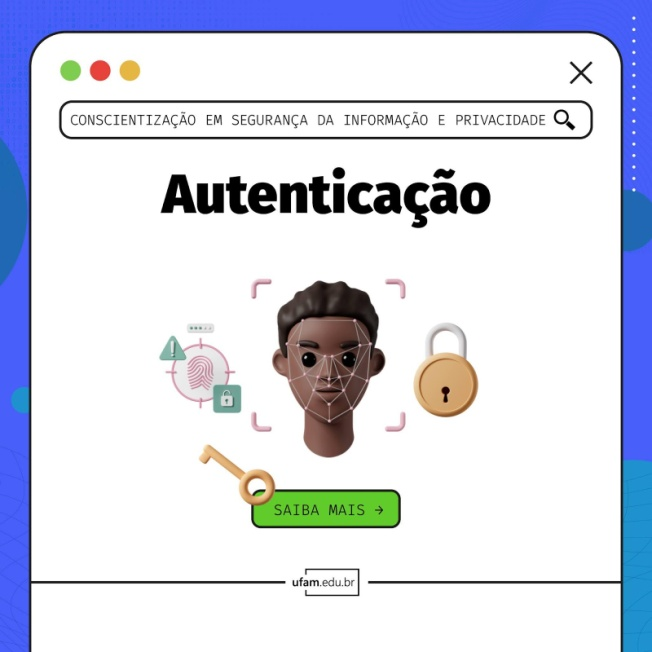 CONSCIENTIZAÇÃO EM SEGURANÇA DA INFORMAÇÃO E PRIVACIDADE
Autenticação
SAIBA MAIS →
ufam.edu.br